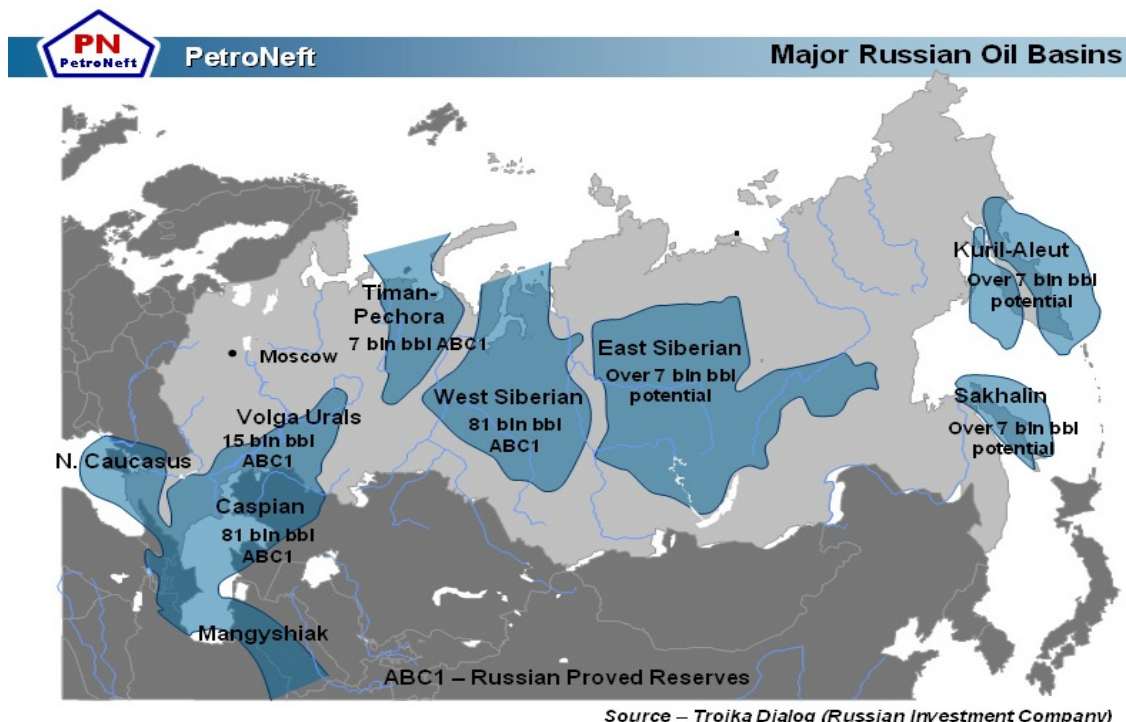 PN
PetroNeft
PetroNeft
Major Russian Oil Basins
Kuril-Aleut
Over 7 bln bbl
potential
Timan-
Pechora
7 bln bbl ABC1
Moscow
East Siberian
Over 7 bln bbl
potential
West Siberian
81 bln bbl
ABC1
Sakhalin
Over 7 bln bbl
potential
Volga Urals
15 bln bbl
ABC1
N. Caucasus
Caspian
81 bln bbl
ABC1
Mangyshlak
ABC1 – Russian Proved Reserves
Source – Troika Dialog (Russian Investment Company)